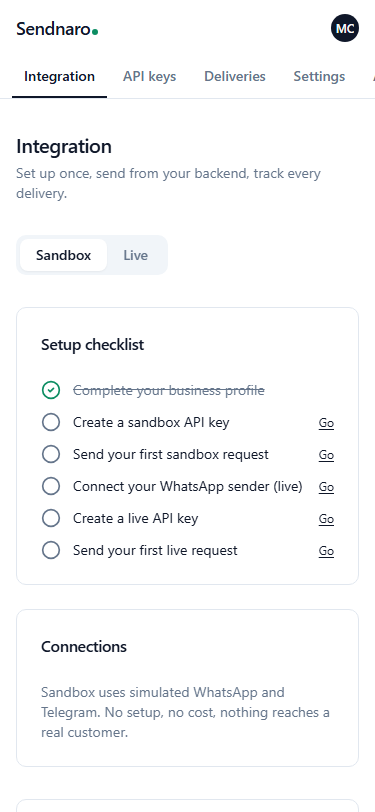 Sendnaro
MC
Integration API keys Deliveries Settings
Integration
Set up once, send from your backend, track every
delivery.
Sandbox Live
Setup checklist
Complete your business profile
Create a sandbox API key Go
Send your first sandbox request Go
Connect your WhatsApp sender (live) Go
Create a live API key Go
Send your first live request Go
Connections
Sandbox uses simulated WhatsApp and
Telegram. No setup, no cost, nothing reaches a
real customer.